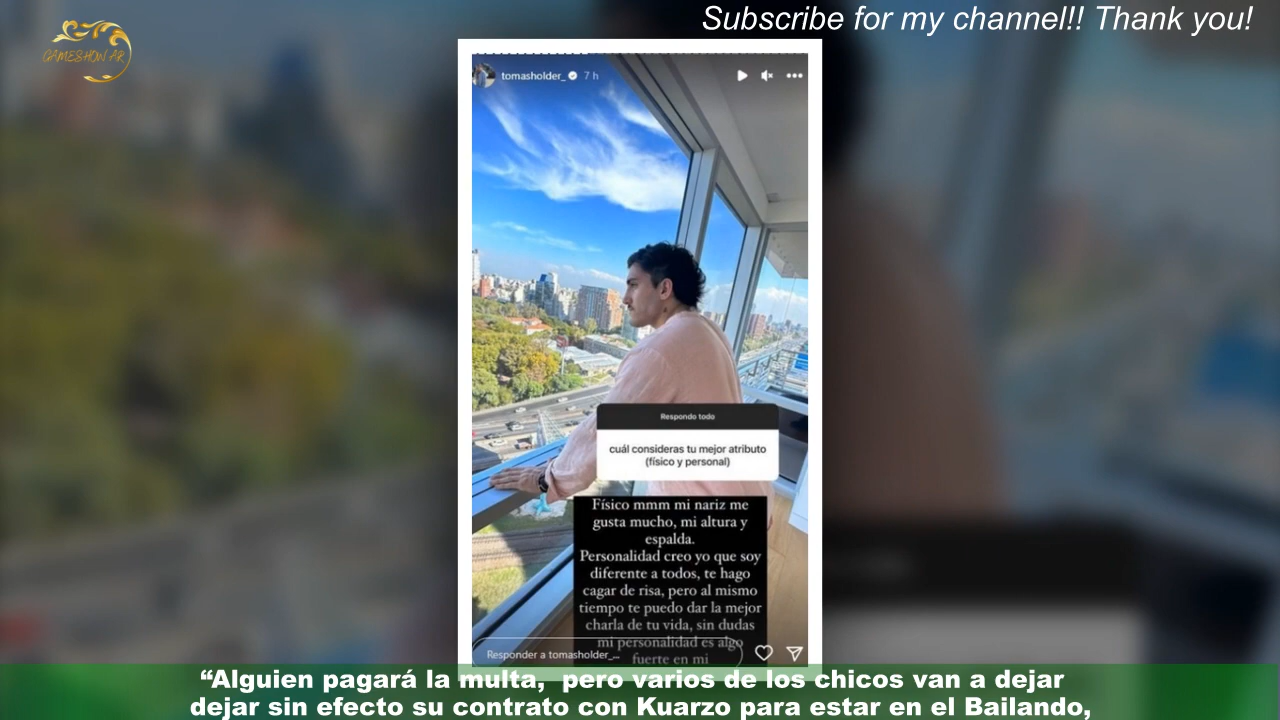 Subscribe for my channel!! Thank you!
GAMESHOW AR
tomasholder_ 7 h
Respondo todo
cuál consideras tu mejor atributo
(físico y personal)
Físico mmm mi nariz me
gusta mucho, mi altura y
espalda.
Personalidad creo yo que soy
diferente a todos, te hago
cagar de risa, pero al mismo
tiempo te puedo dar la mejor
charla de tu vida, sin dudas
mi personalidad es algo
fuerte en mi
Responder a tomasholder_...
“Alguien pagará la multa, pero varios de los chicos van a dejar
dejar sin efecto su contrato con Kuarzo para estar en el Bailando,